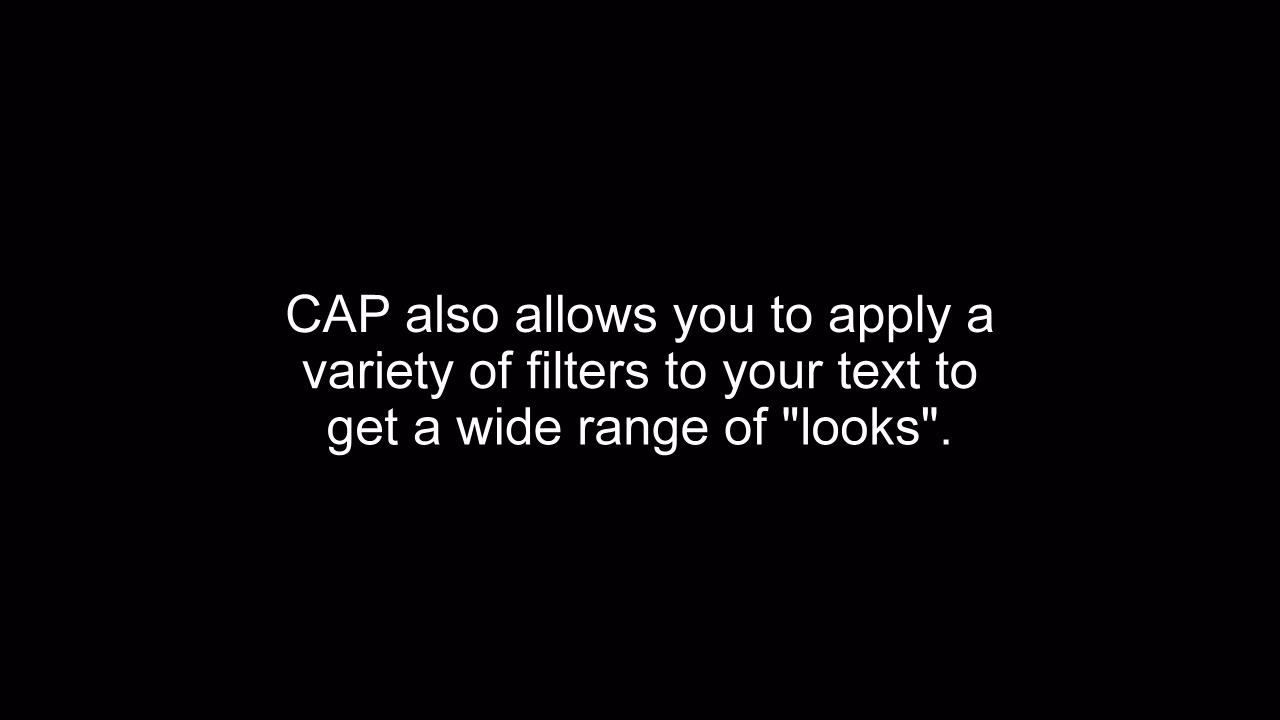 CAP also allows you to apply a
variety of filters to your text to
get a wide range of "looks".